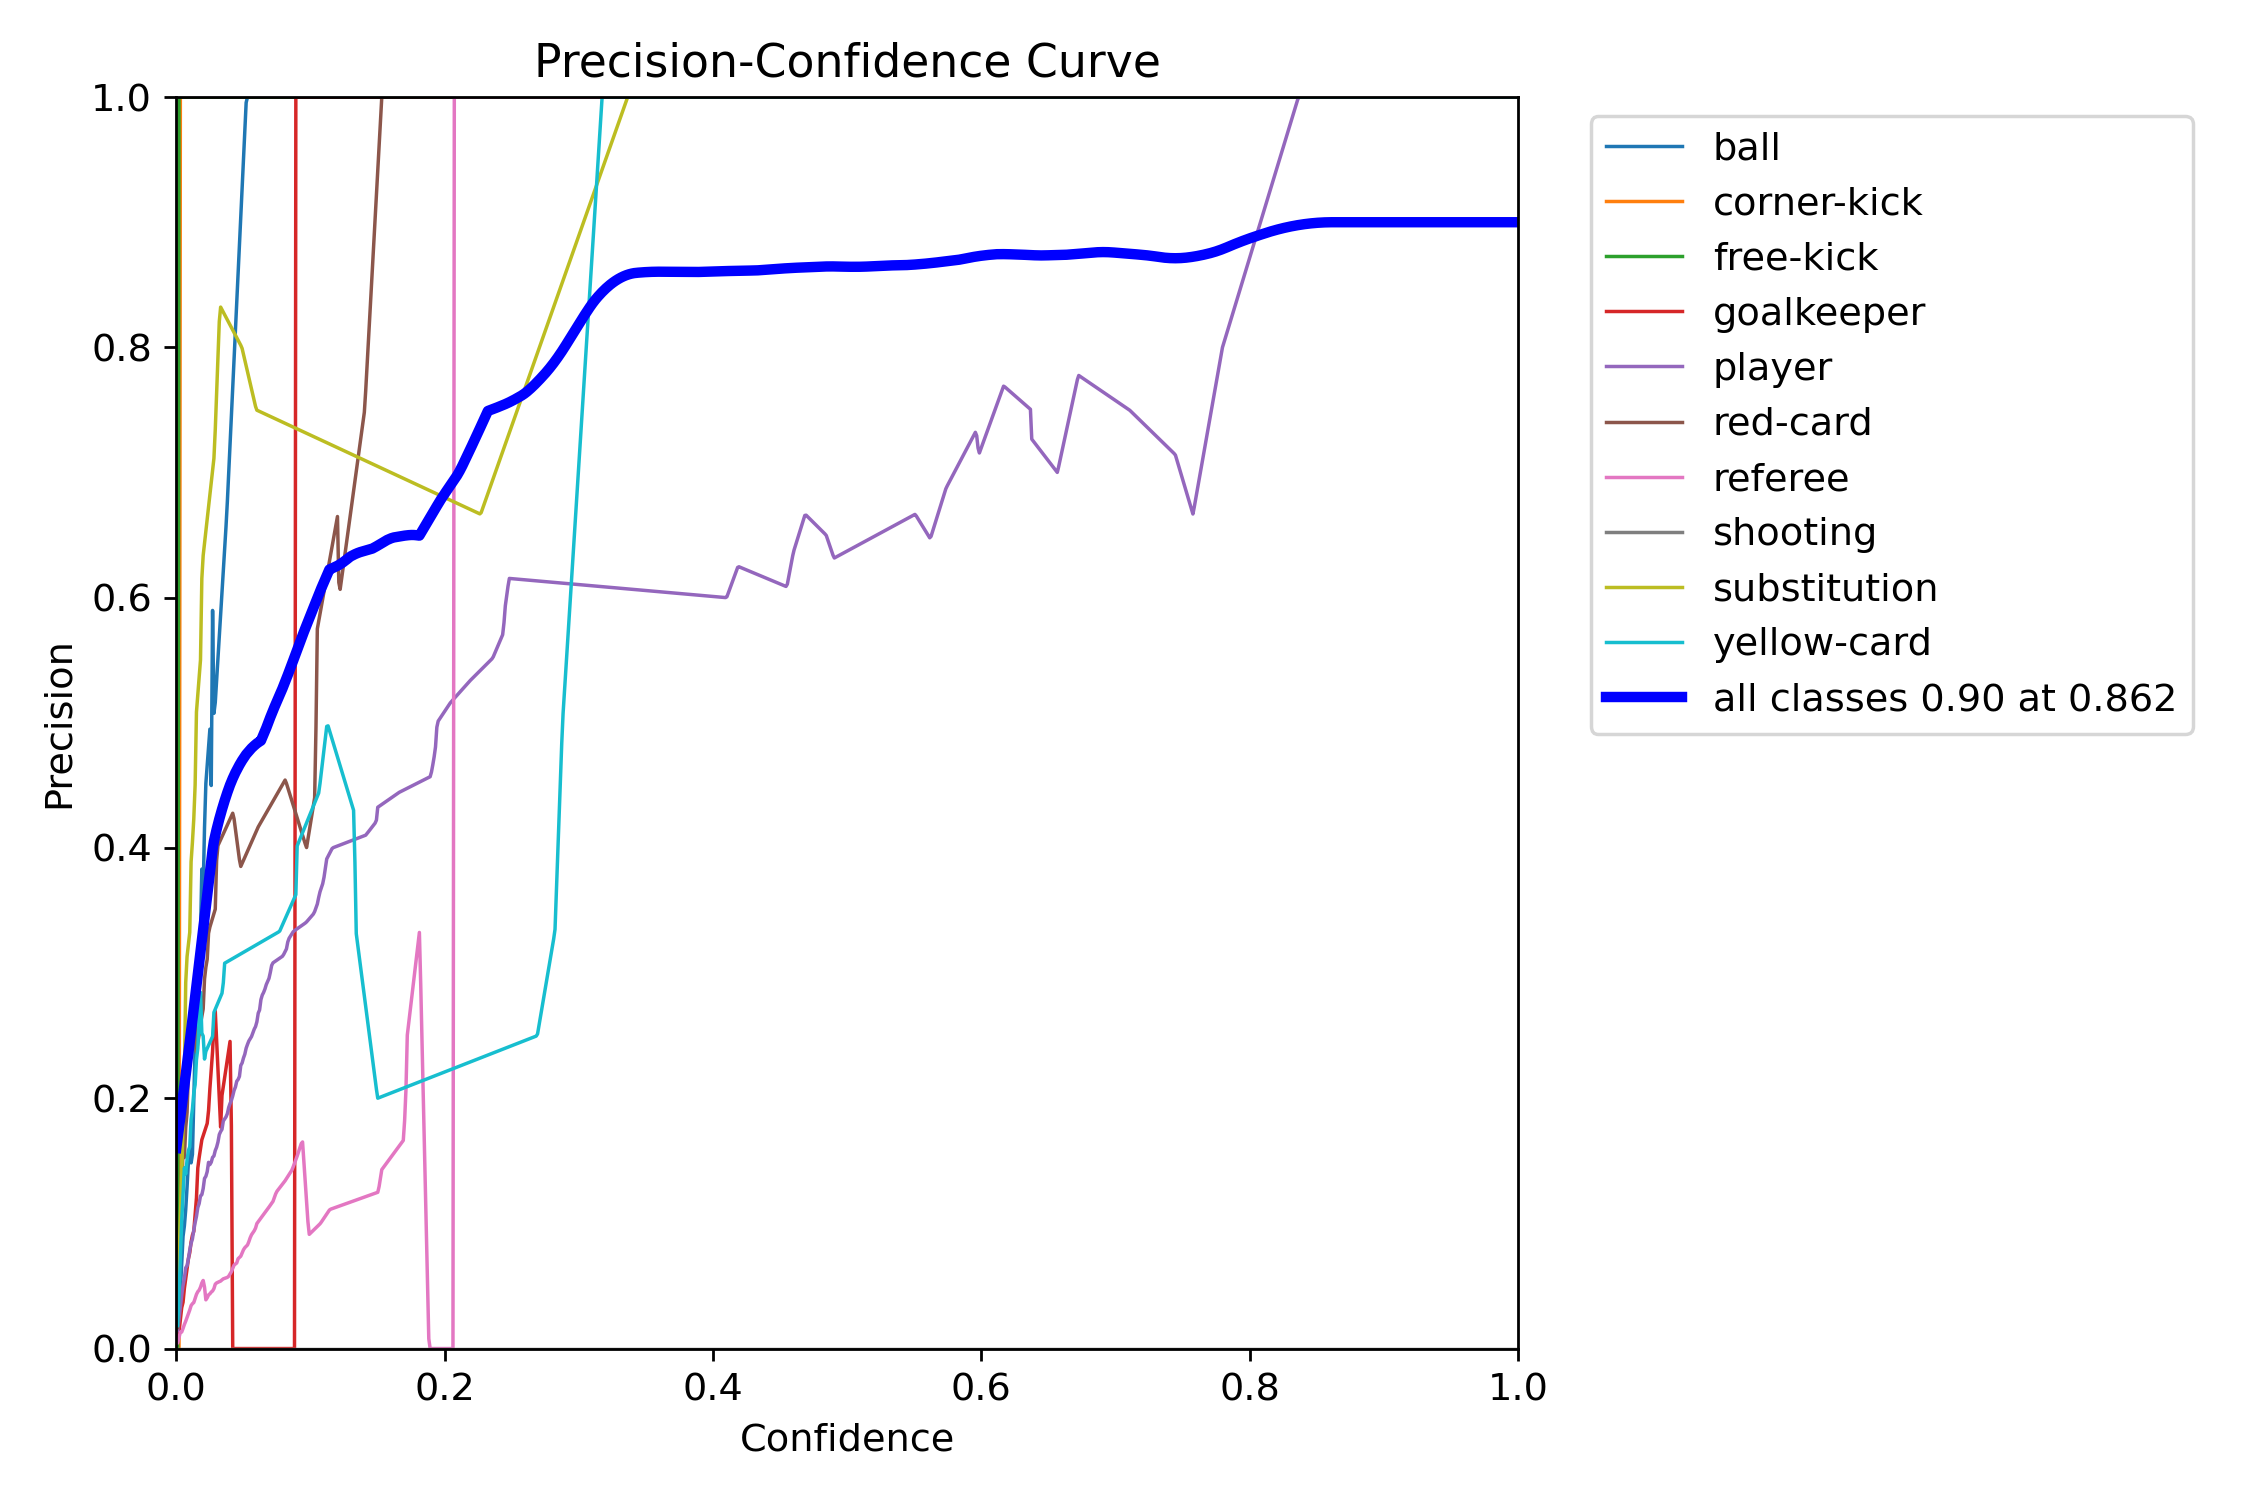 Precision-Confidence Curve
1.0
0.8
0.6
0.4
0.2
0.0
Precision
0.0 0.2 0.4 0.6 0.8 1.0
Confidence
ball
corner-kick
free-kick
goalkeeper
player
red-card
referee
shooting
substitution
yellow-card
all classes 0.90 at 0.862